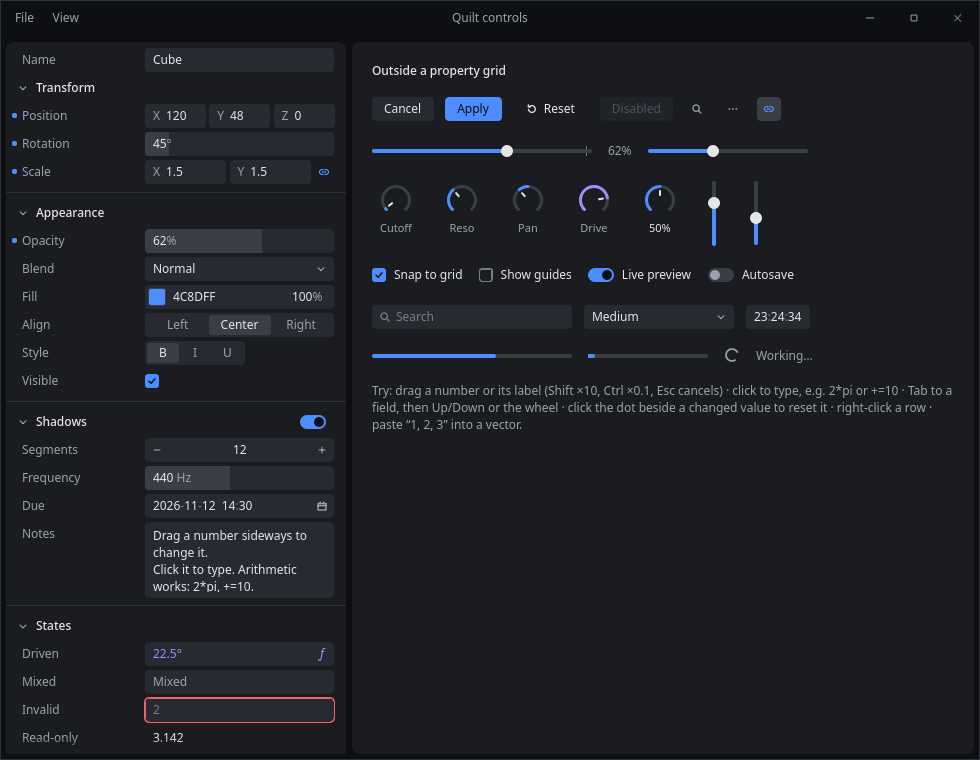 File View Quilt controls
Name Cube
Transform
Position X 120 Y 48 Z 0
Rotation 45°
Scale X 1.5 Y 1.5
Appearance
Opacity 62%
Blend Normal
Fill 4C8DFF 100%
Align Left Center Right
Style B I U
Visible
Shadows
Segments − 12 +
Frequency 440 Hz
Due 2026-11-12 14:30
Notes Drag a number sideways to
change it.
Click it to type. Arithmetic
works: 2*pi, +=10.
States
Driven 22.5° ƒ
Mixed Mixed
Invalid 2
Read-only 3.142
Outside a property grid
Cancel Apply Reset Disabled ···
62%
Cutoff Reso Pan Drive 50%
Snap to grid Show guides Live preview Autosave
Search Medium 23:24:34
Working...
Try: drag a number or its label (Shift ×10, Ctrl ×0.1, Esc cancels) · click to type, e.g. 2*pi or +=10 · Tab to a
field, then Up/Down or the wheel · click the dot beside a changed value to reset it · right-click a row ·
paste “1, 2, 3” into a vector.